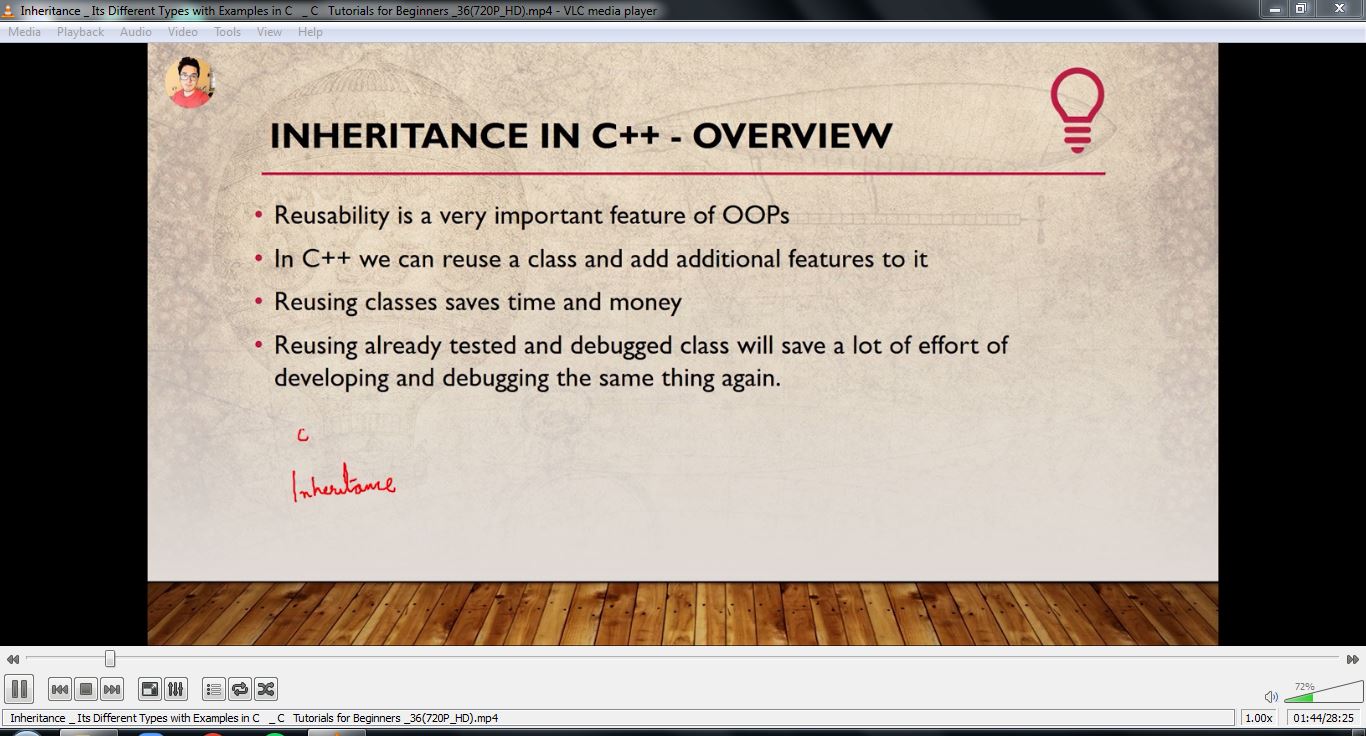 Inheritance _ Its Different Types with Examples in C   _ C   Tutorials for Beginners _36(720P_HD).mp4 - VLC media player
Media Playback Audio Video Tools View Help
INHERITANCE IN C++ - OVERVIEW
• Reusability is a very important feature of OOPs
• In C++ we can reuse a class and add additional features to it
• Reusing classes saves time and money
• Reusing already tested and debugged class will save a lot of effort of
developing and debugging the same thing again.
c
Inheritance
72%
Inheritance _ Its Different Types with Examples in C   _ C   Tutorials for Beginners _36(720P_HD).mp4 1.00x 01:44/28:25